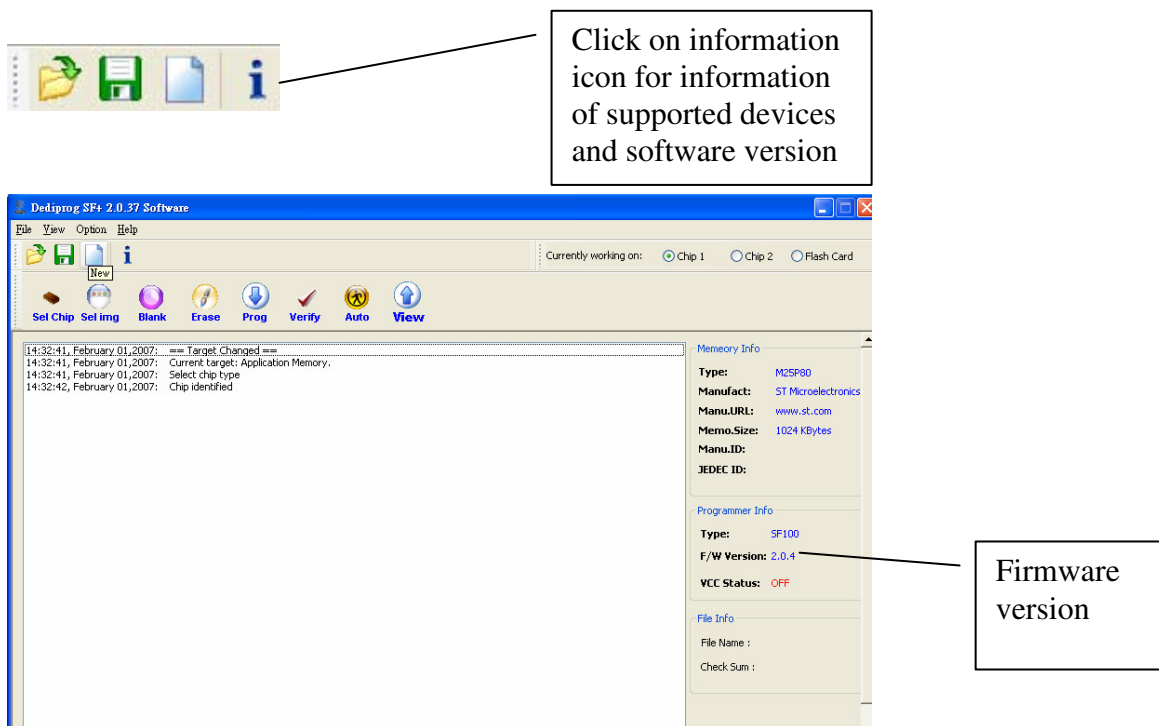 Click on information
icon for information
of supported devices
and software version
Dediprog SF+ 2.0.37 Software
File View Option Help
Currently working on: Chip 1 Chip 2 Flash Card
New
Sel Chip Sel img Blank Erase Prog Verify Auto View
14:32:41, February 01,2007: == Target Changed ==
14:32:41, February 01,2007: Current target: Application Memory.
14:32:41, February 01,2007: Select chip type
14:32:42, February 01,2007: Chip identified
Memeory Info
Type: M25P80
Manufact: ST Microelectronics
Manu.URL: www.st.com
Memo.Size: 1024 KBytes
Manu.ID:
JEDEC ID:
Programmer Info
Type: SF100
F/W Version: 2.0.4
VCC Status: OFF
File Info
File Name :
Check Sum :
Firmware
version